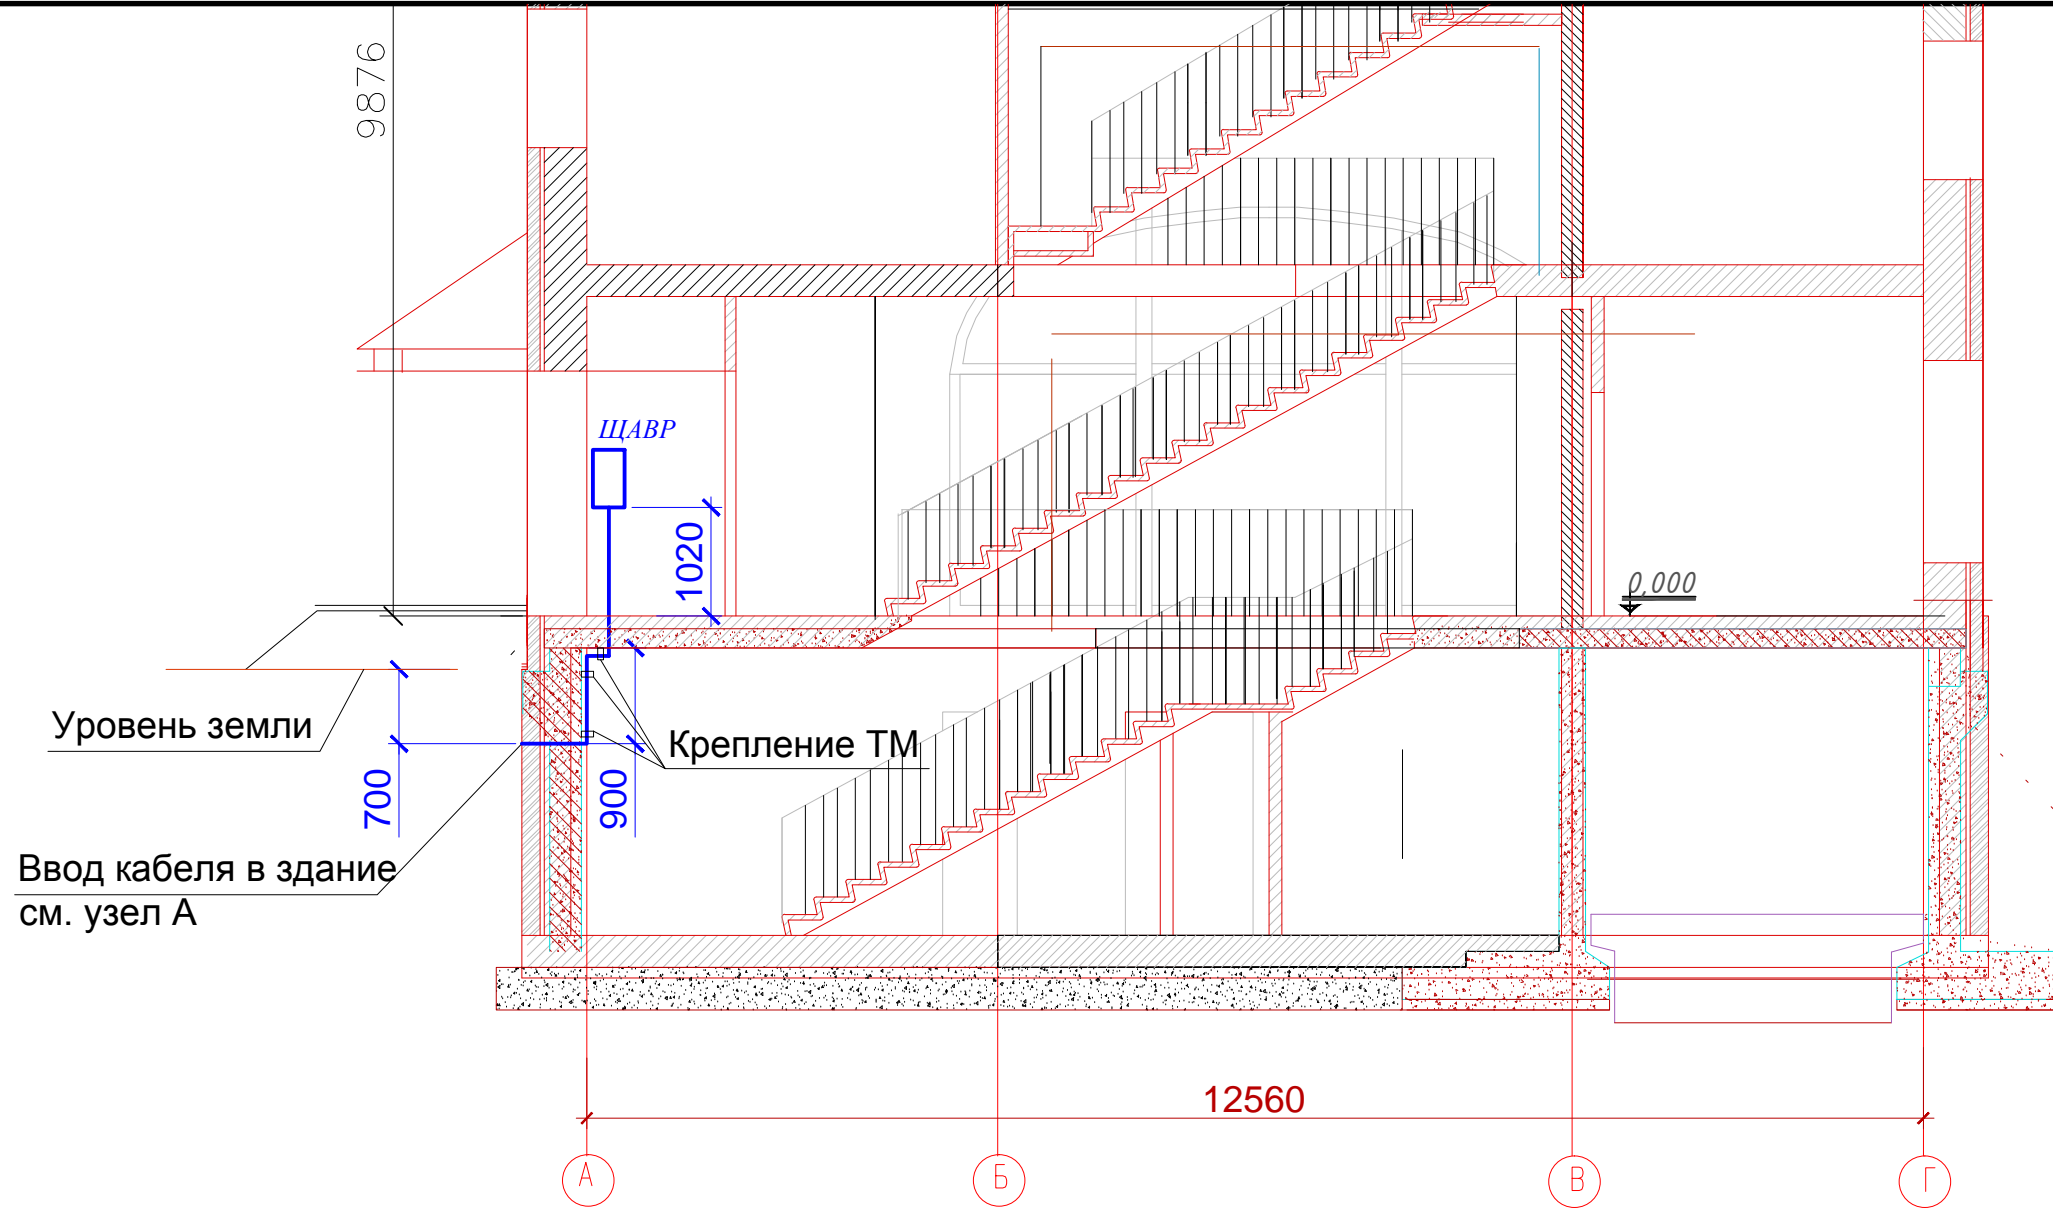 9876
ЩАВР
1020
0,000
Уровень земли
Крепление ТМ
700
900
Ввод кабеля в здание
см. узел А
12560
А
Б
В
Г